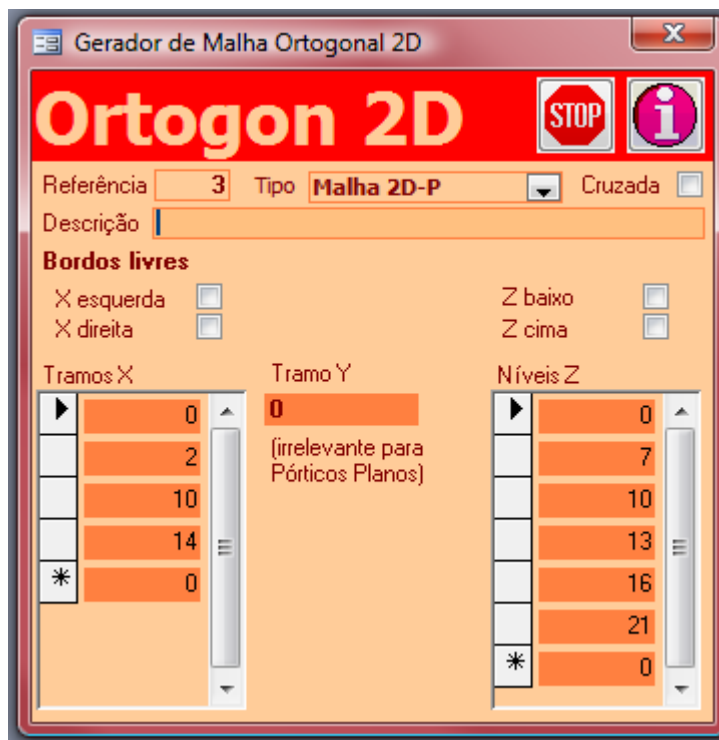 Gerador de Malha Ortogonal 2D
Ortogon 2D
STOP
i
Referência 3 Tipo Malha 2D-P Cruzada
Descrição
Bordos livres
X esquerda Z baixo
X direita Z cima
Tramos X Tramo Y Níveis Z
0 0 0
2 (irrelevante para 7
Pórticos Planos)
10 10
14 13
0 16
21
0